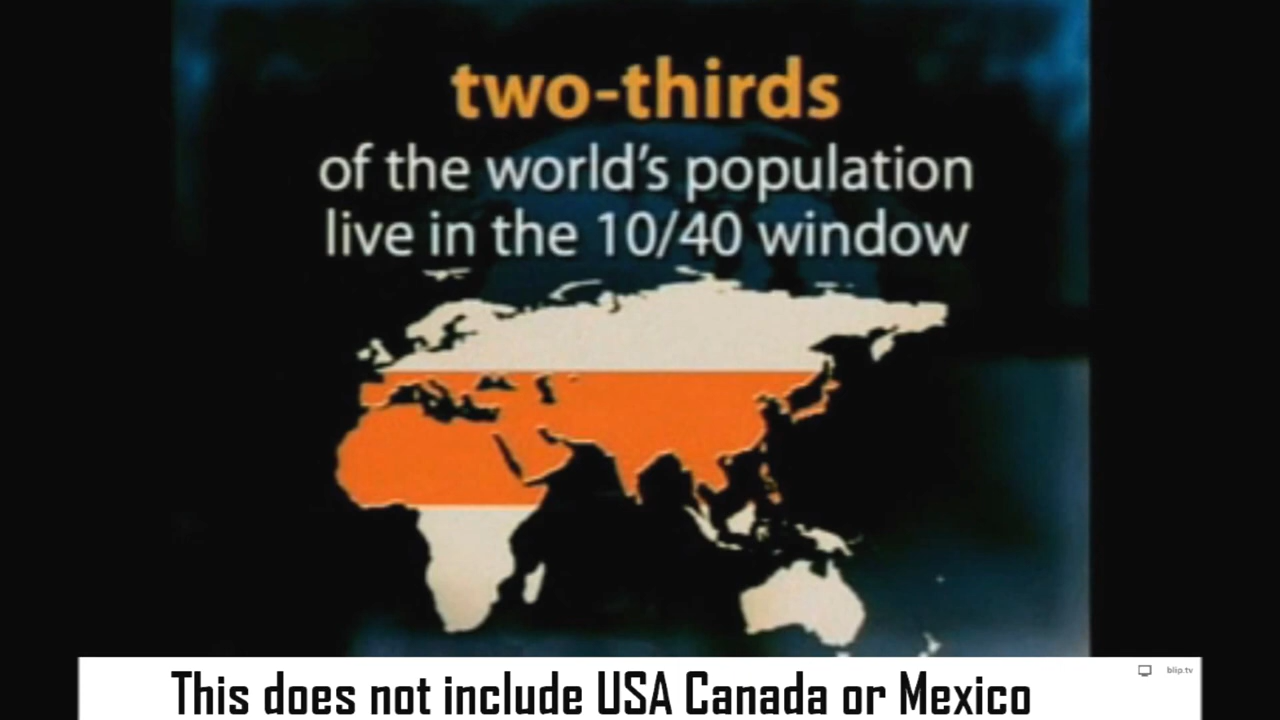 two-thirds
of the world's population
live in the 10/40 window
blip.tv
This does not include USA Canada or Mexico